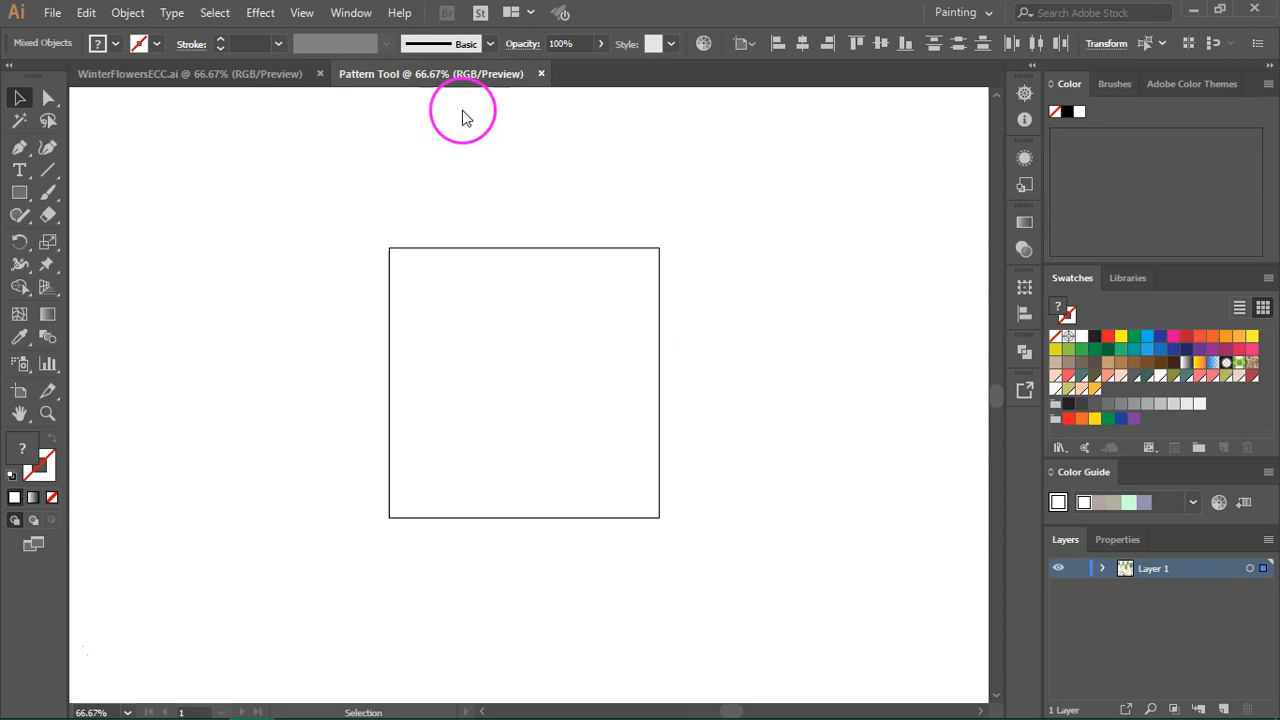 Ai File Edit Object Type Select Effect View Window Help Br St Painting Search Adobe Stock
Mixed Objects ? Stroke: Basic Opacity: 100% Style: Transform
WinterFlowersECC.ai @ 66.67% (RGB/Preview) Pattern Tool @ 66.67% (RGB/Preview)
Color Brushes Adobe Color Themes
Swatches Libraries
?
?
Color Guide
Layers Properties
Layer 1
66.67% 1 Selection 1 Layer